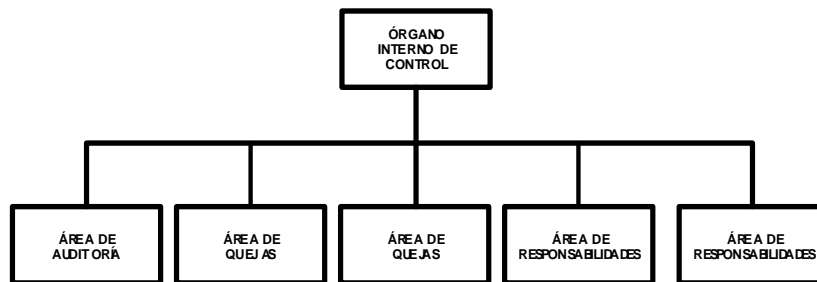 ÓRGANO
INTERNO DE
CONTROL
ÁREA DE
AUDITORÍA
ÁREA DE
QUEJAS
ÁREA DE
QUEJAS
ÁREA DE
RESPONSABILIDADES
ÁREA DE
RESPONSABILIDADES